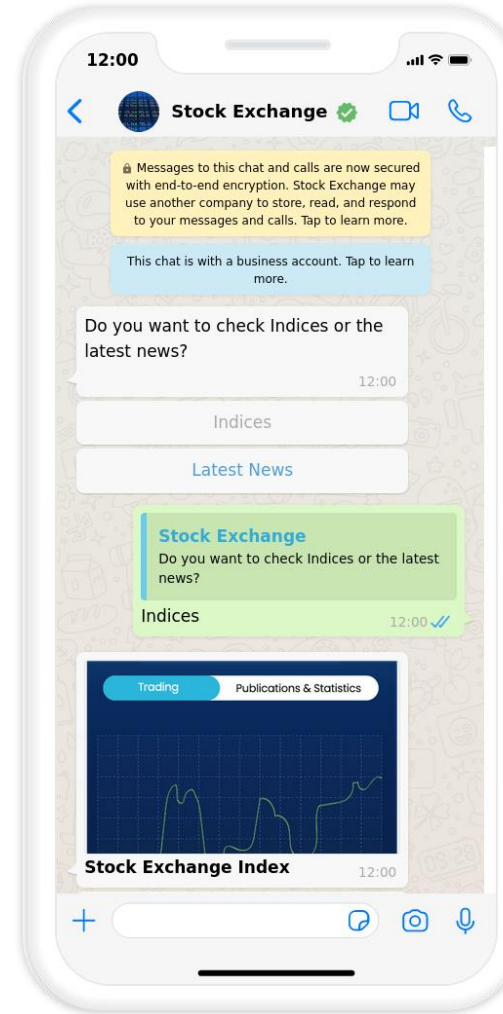 12:00
Stock Exchange
Messages to this chat and calls are now secured
with end-to-end encryption. Stock Exchange may
use another company to store, read, and respond
to your messages and calls. Tap to learn more.
This chat is with a business account. Tap to learn
more.
Do you want to check Indices or the
latest news?
12:00
Indices
Latest News
Stock Exchange
Do you want to check Indices or the latest
news?
Indices
12:00
Trading
Publications & Statistics
Stock Exchange Index
12:00